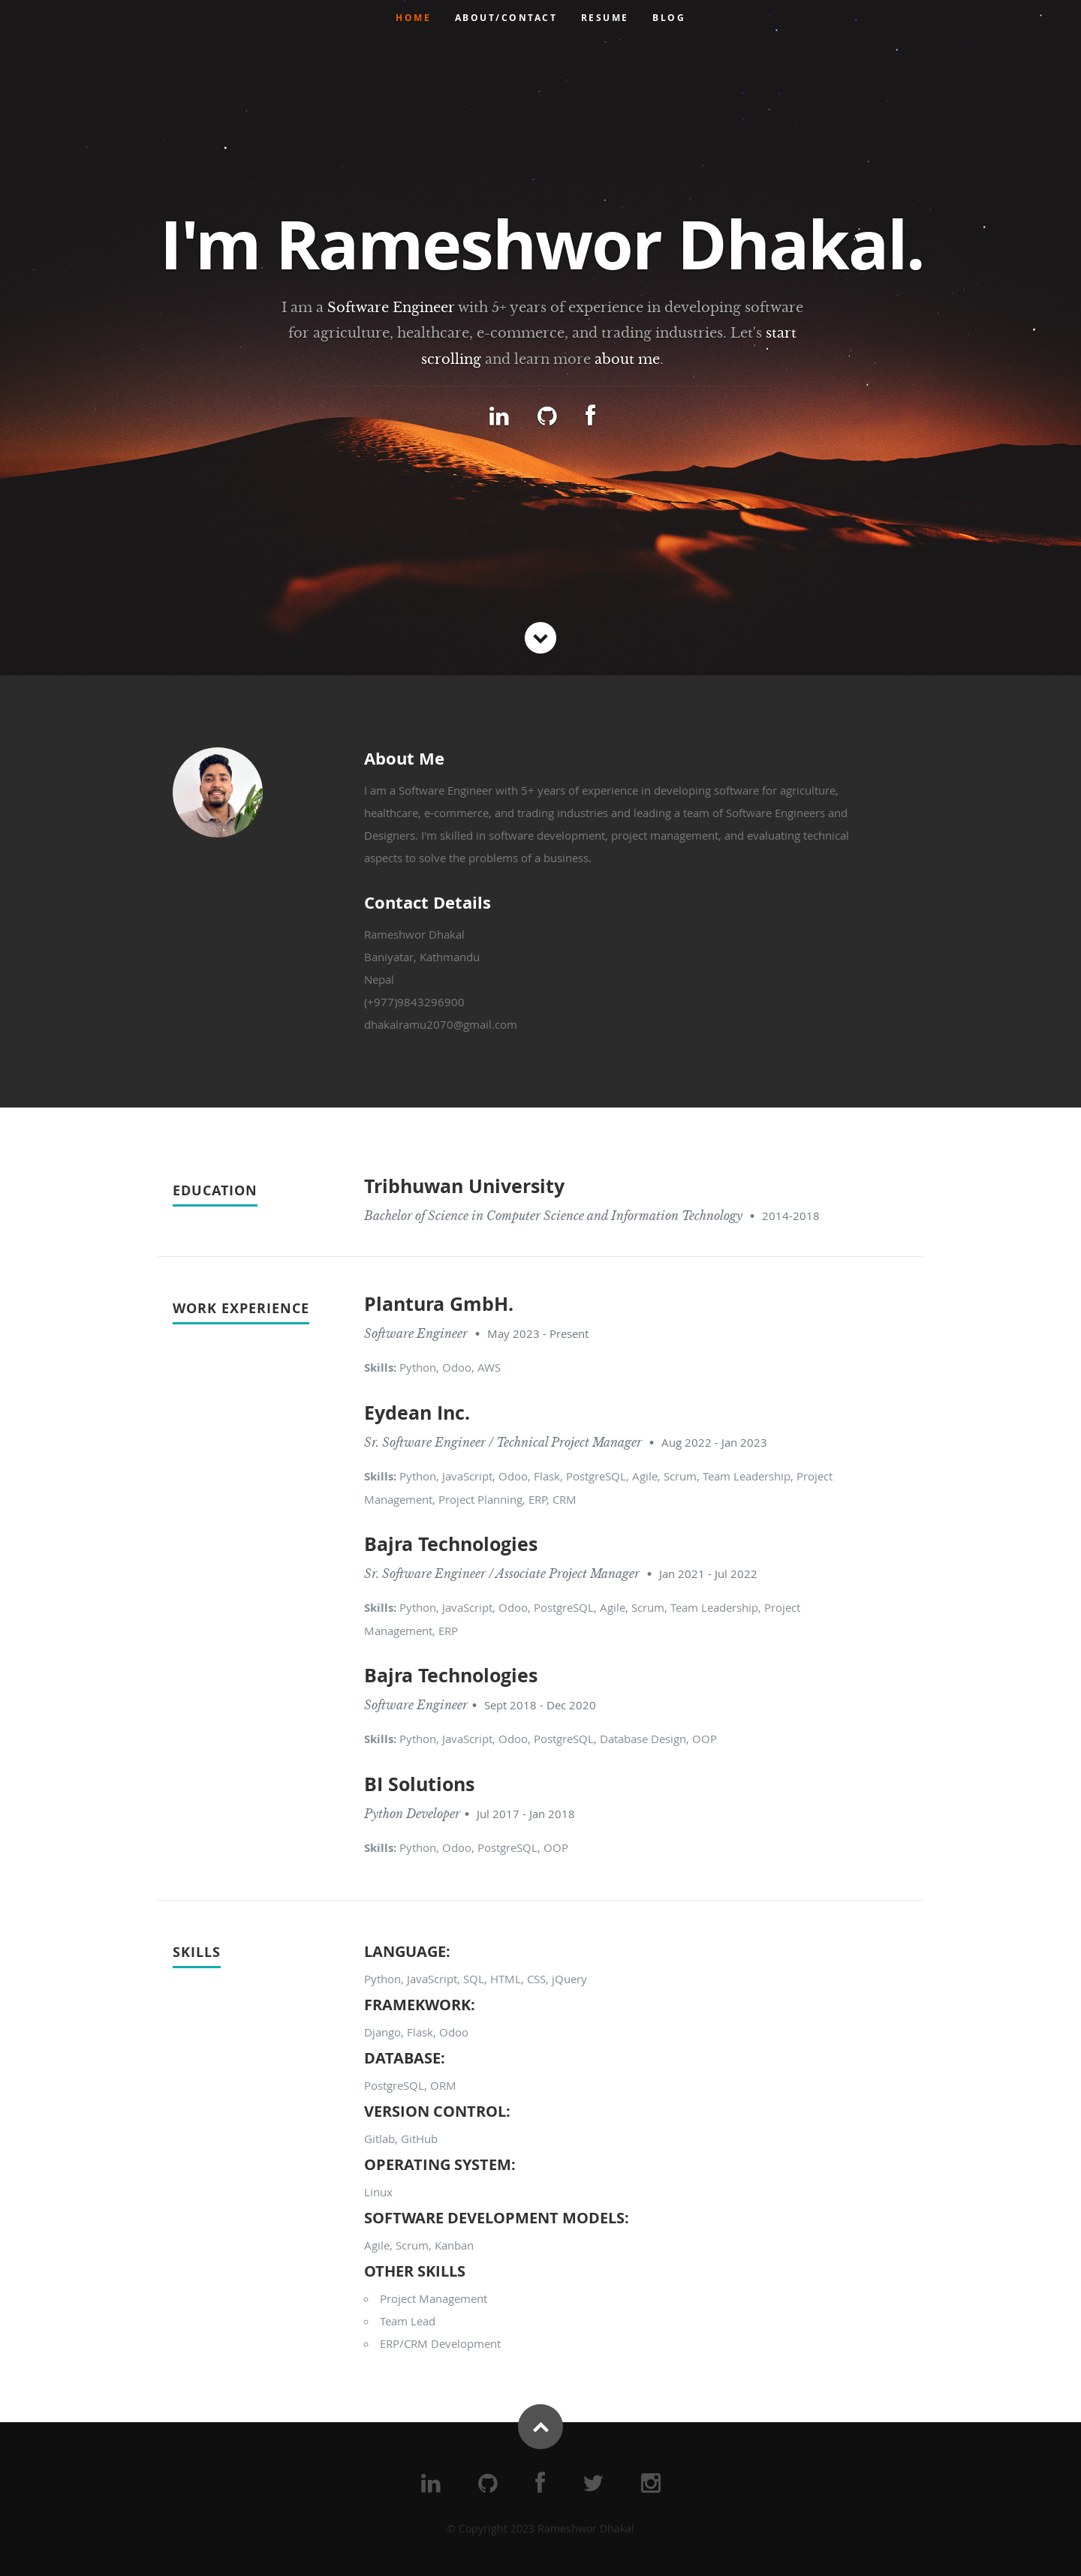 HOME ABOUT/CONTACT RESUME BLOG
I'm Rameshwor Dhakal.
I am a Software Engineer with 5+ years of experience in developing software
for agriculture, healthcare, e-commerce, and trading industries. Let's start
scrolling and learn more about me.
About Me
I am a Software Engineer with 5+ years of experience in developing software for agriculture,
healthcare, e-commerce, and trading industries and leading a team of Software Engineers and
Designers. I'm skilled in software development, project management, and evaluating technical
aspects to solve the problems of a business.
Contact Details
Rameshwor Dhakal
Baniyatar, Kathmandu
Nepal
(+977)9843296900
dhakalramu2070@gmail.com
EDUCATION
Tribhuwan University
Bachelor of Science in Computer Science and Information Technology • 2014-2018
WORK EXPERIENCE
Plantura GmbH.
Software Engineer • May 2023 - Present
Skills: Python, Odoo, AWS
Eydean Inc.
Sr. Software Engineer / Technical Project Manager • Aug 2022 - Jan 2023
Skills: Python, JavaScript, Odoo, Flask, PostgreSQL, Agile, Scrum, Team Leadership, Project
Management, Project Planning, ERP, CRM
Bajra Technologies
Sr. Software Engineer / Associate Project Manager • Jan 2021 - Jul 2022
Skills: Python, JavaScript, Odoo, PostgreSQL, Agile, Scrum, Team Leadership, Project
Management, ERP
Bajra Technologies
Software Engineer • Sept 2018 - Dec 2020
Skills: Python, JavaScript, Odoo, PostgreSQL, Database Design, OOP
BI Solutions
Python Developer • Jul 2017 - Jan 2018
Skills: Python, Odoo, PostgreSQL, OOP
SKILLS
LANGUAGE:
Python, JavaScript, SQL, HTML, CSS, jQuery
FRAMEKWORK:
Django, Flask, Odoo
DATABASE:
PostgreSQL, ORM
VERSION CONTROL:
Gitlab, GitHub
OPERATING SYSTEM:
Linux
SOFTWARE DEVELOPMENT MODELS:
Agile, Scrum, Kanban
OTHER SKILLS
Project Management
Team Lead
ERP/CRM Development
© Copyright 2023 Rameshwor Dhakal